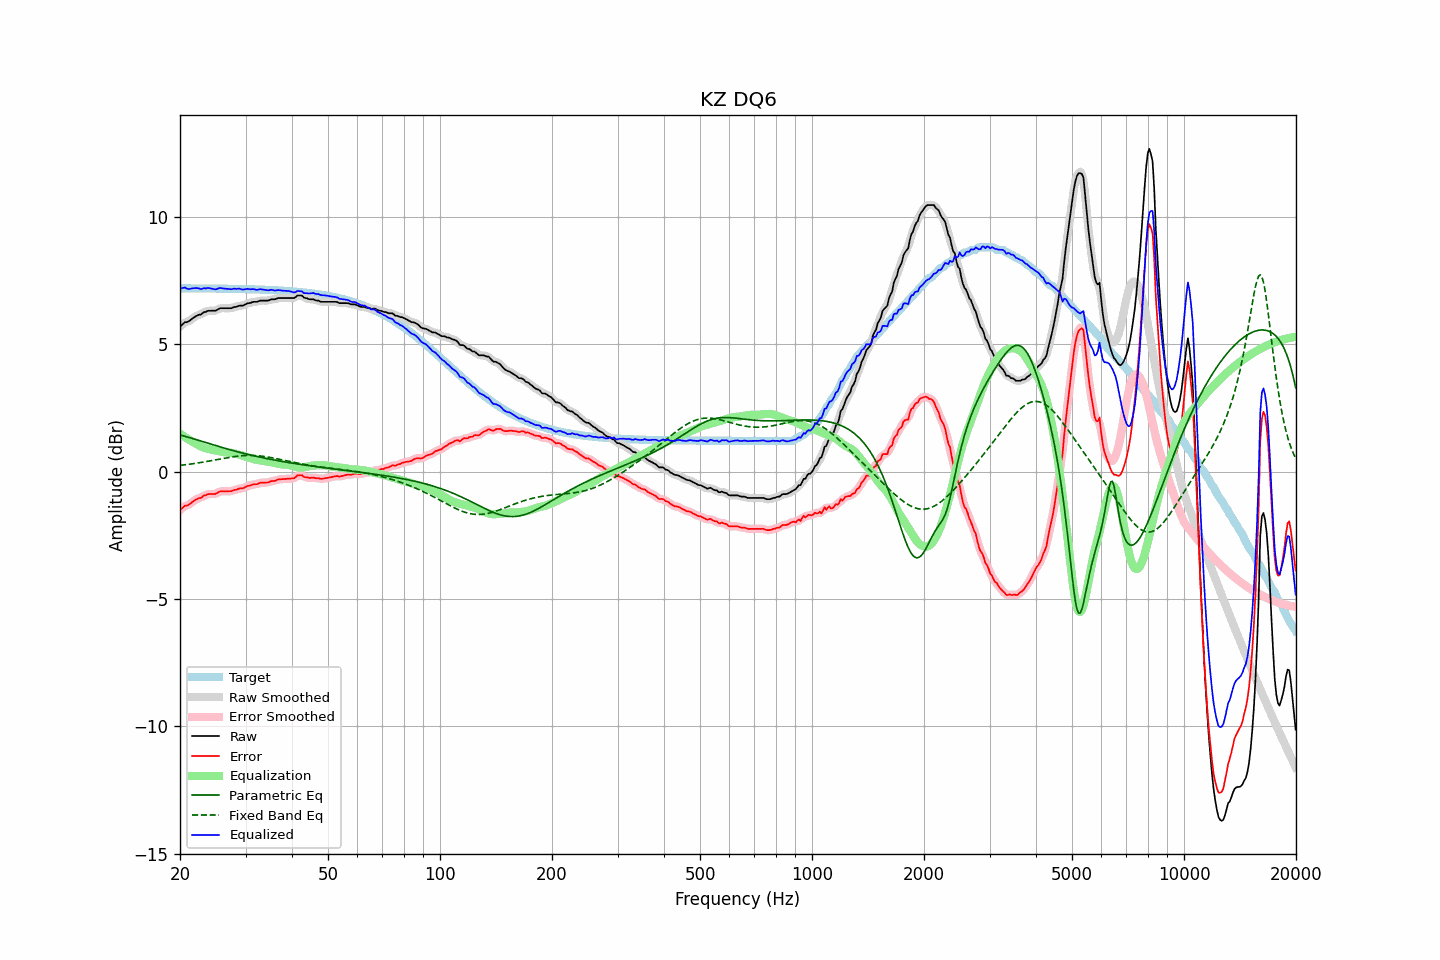 KZ DQ6
Amplitude (dBr)
10
5
0
−5
−10
−15
Target
Raw Smoothed
Error Smoothed
Raw
Error
Equalization
Parametric Eq
Fixed Band Eq
Equalized
20 50 100 200 500 1000 2000 5000 10000 20000
Frequency (Hz)